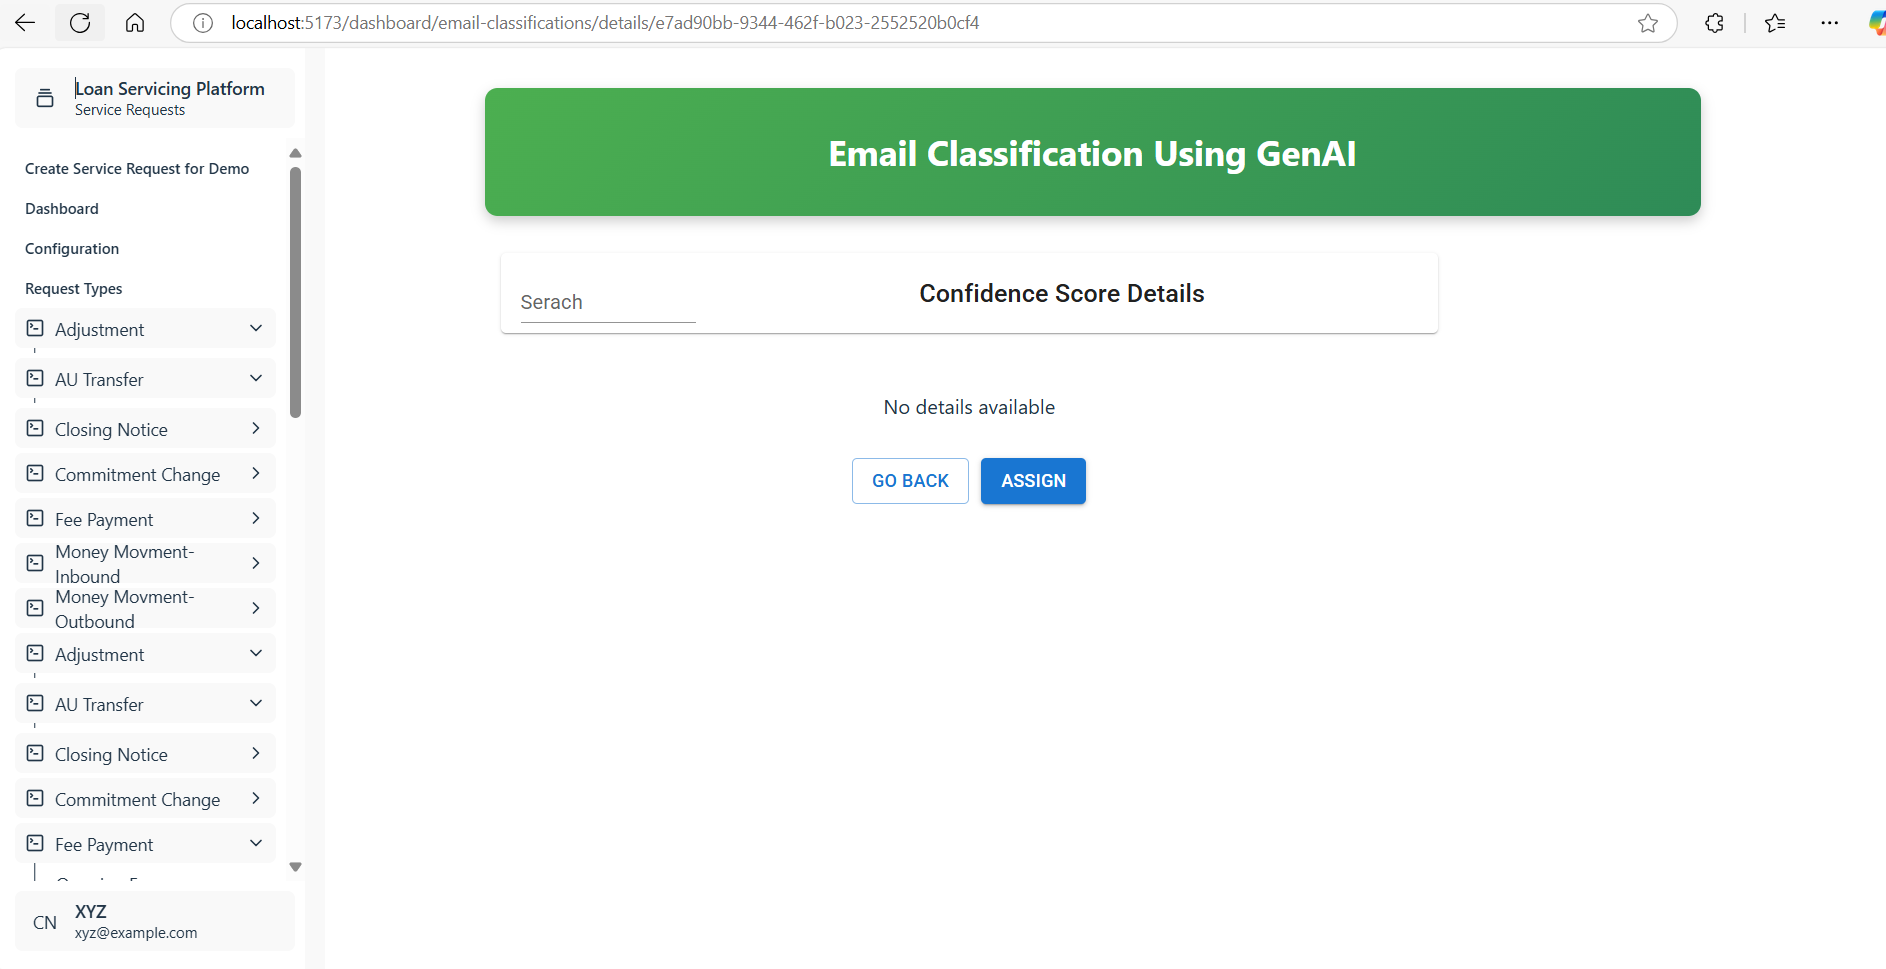 localhost:5173/dashboard/email-classifications/details/e7ad90bb-9344-462f-b023-2552520b0cf4
Loan Servicing Platform
Service Requests
Create Service Request for Demo
Dashboard
Configuration
Request Types
Adjustment
AU Transfer
Closing Notice
Commitment Change
Fee Payment
Money Movment-
Inbound
Money Movment-
Outbound
Adjustment
AU Transfer
Closing Notice
Commitment Change
Fee Payment
CN
XYZ
xyz@example.com
Email Classification Using GenAI
Serach
Confidence Score Details
No details available
GO BACK
ASSIGN